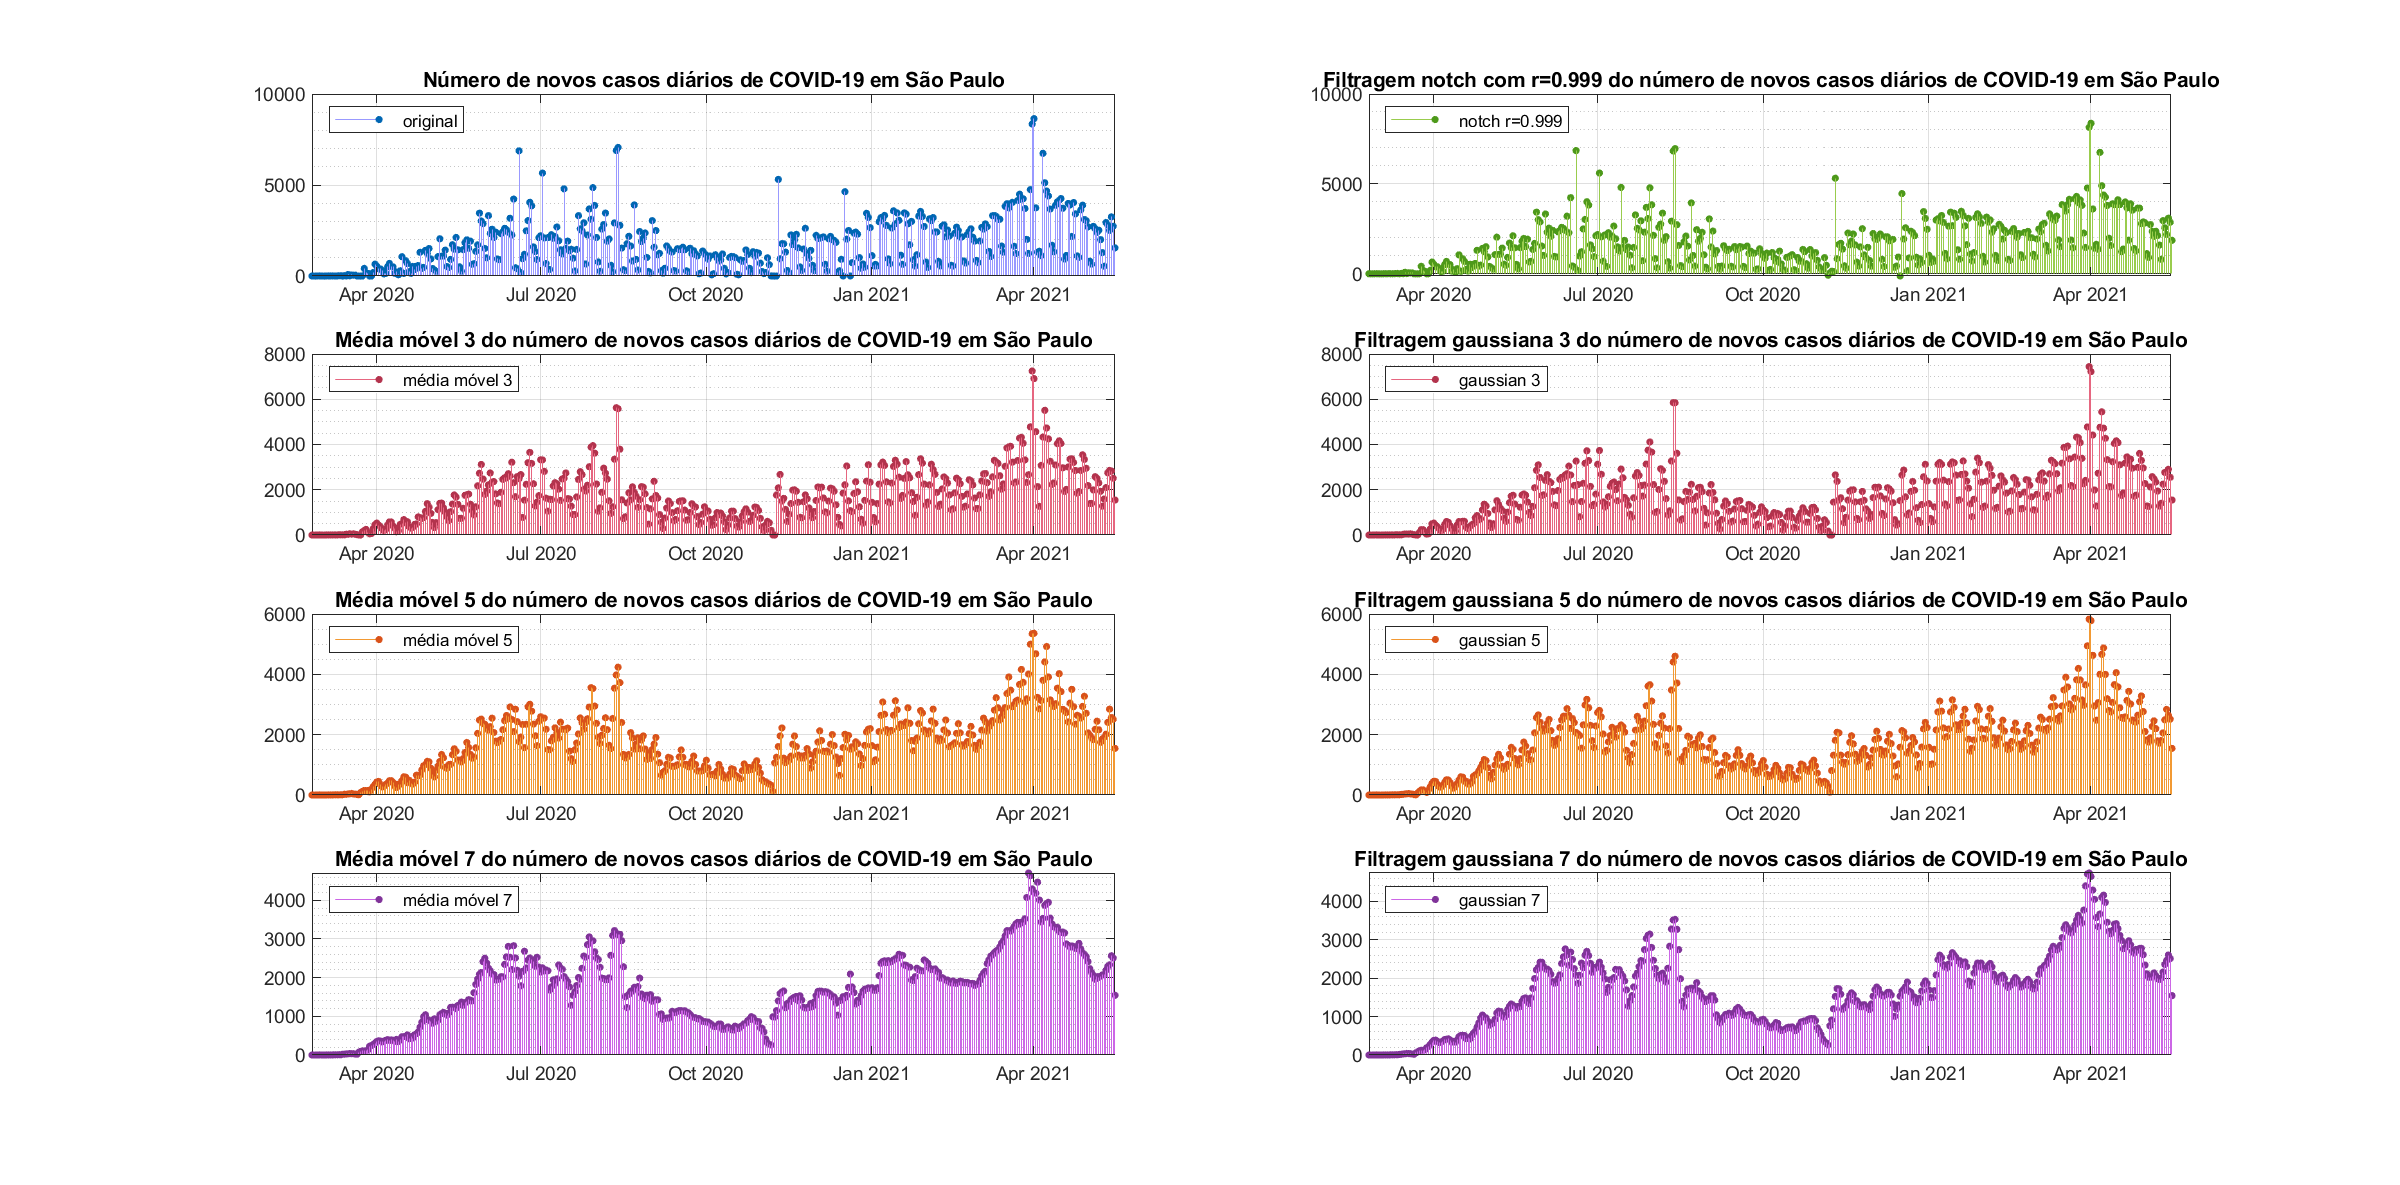 Número de novos casos diários de COVID-19 em São Paulo
10000
5000
0
original
Apr 2020
Jul 2020
Oct 2020
Jan 2021
Apr 2021
Filtragem notch com r=0.999 do número de novos casos diários de COVID-19 em São Paulo
10000
5000
0
notch r=0.999
Apr 2020
Jul 2020
Oct 2020
Jan 2021
Apr 2021
Média móvel 3 do número de novos casos diários de COVID-19 em São Paulo
8000
6000
4000
2000
0
média móvel 3
Apr 2020
Jul 2020
Oct 2020
Jan 2021
Apr 2021
Filtragem gaussiana 3 do número de novos casos diários de COVID-19 em São Paulo
8000
6000
4000
2000
0
gaussian 3
Apr 2020
Jul 2020
Oct 2020
Jan 2021
Apr 2021
Média móvel 5 do número de novos casos diários de COVID-19 em São Paulo
6000
4000
2000
0
média móvel 5
Apr 2020
Jul 2020
Oct 2020
Jan 2021
Apr 2021
Filtragem gaussiana 5 do número de novos casos diários de COVID-19 em São Paulo
6000
4000
2000
0
gaussian 5
Apr 2020
Jul 2020
Oct 2020
Jan 2021
Apr 2021
Média móvel 7 do número de novos casos diários de COVID-19 em São Paulo
4000
3000
2000
1000
0
média móvel 7
Apr 2020
Jul 2020
Oct 2020
Jan 2021
Apr 2021
Filtragem gaussiana 7 do número de novos casos diários de COVID-19 em São Paulo
4000
3000
2000
1000
0
gaussian 7
Apr 2020
Jul 2020
Oct 2020
Jan 2021
Apr 2021